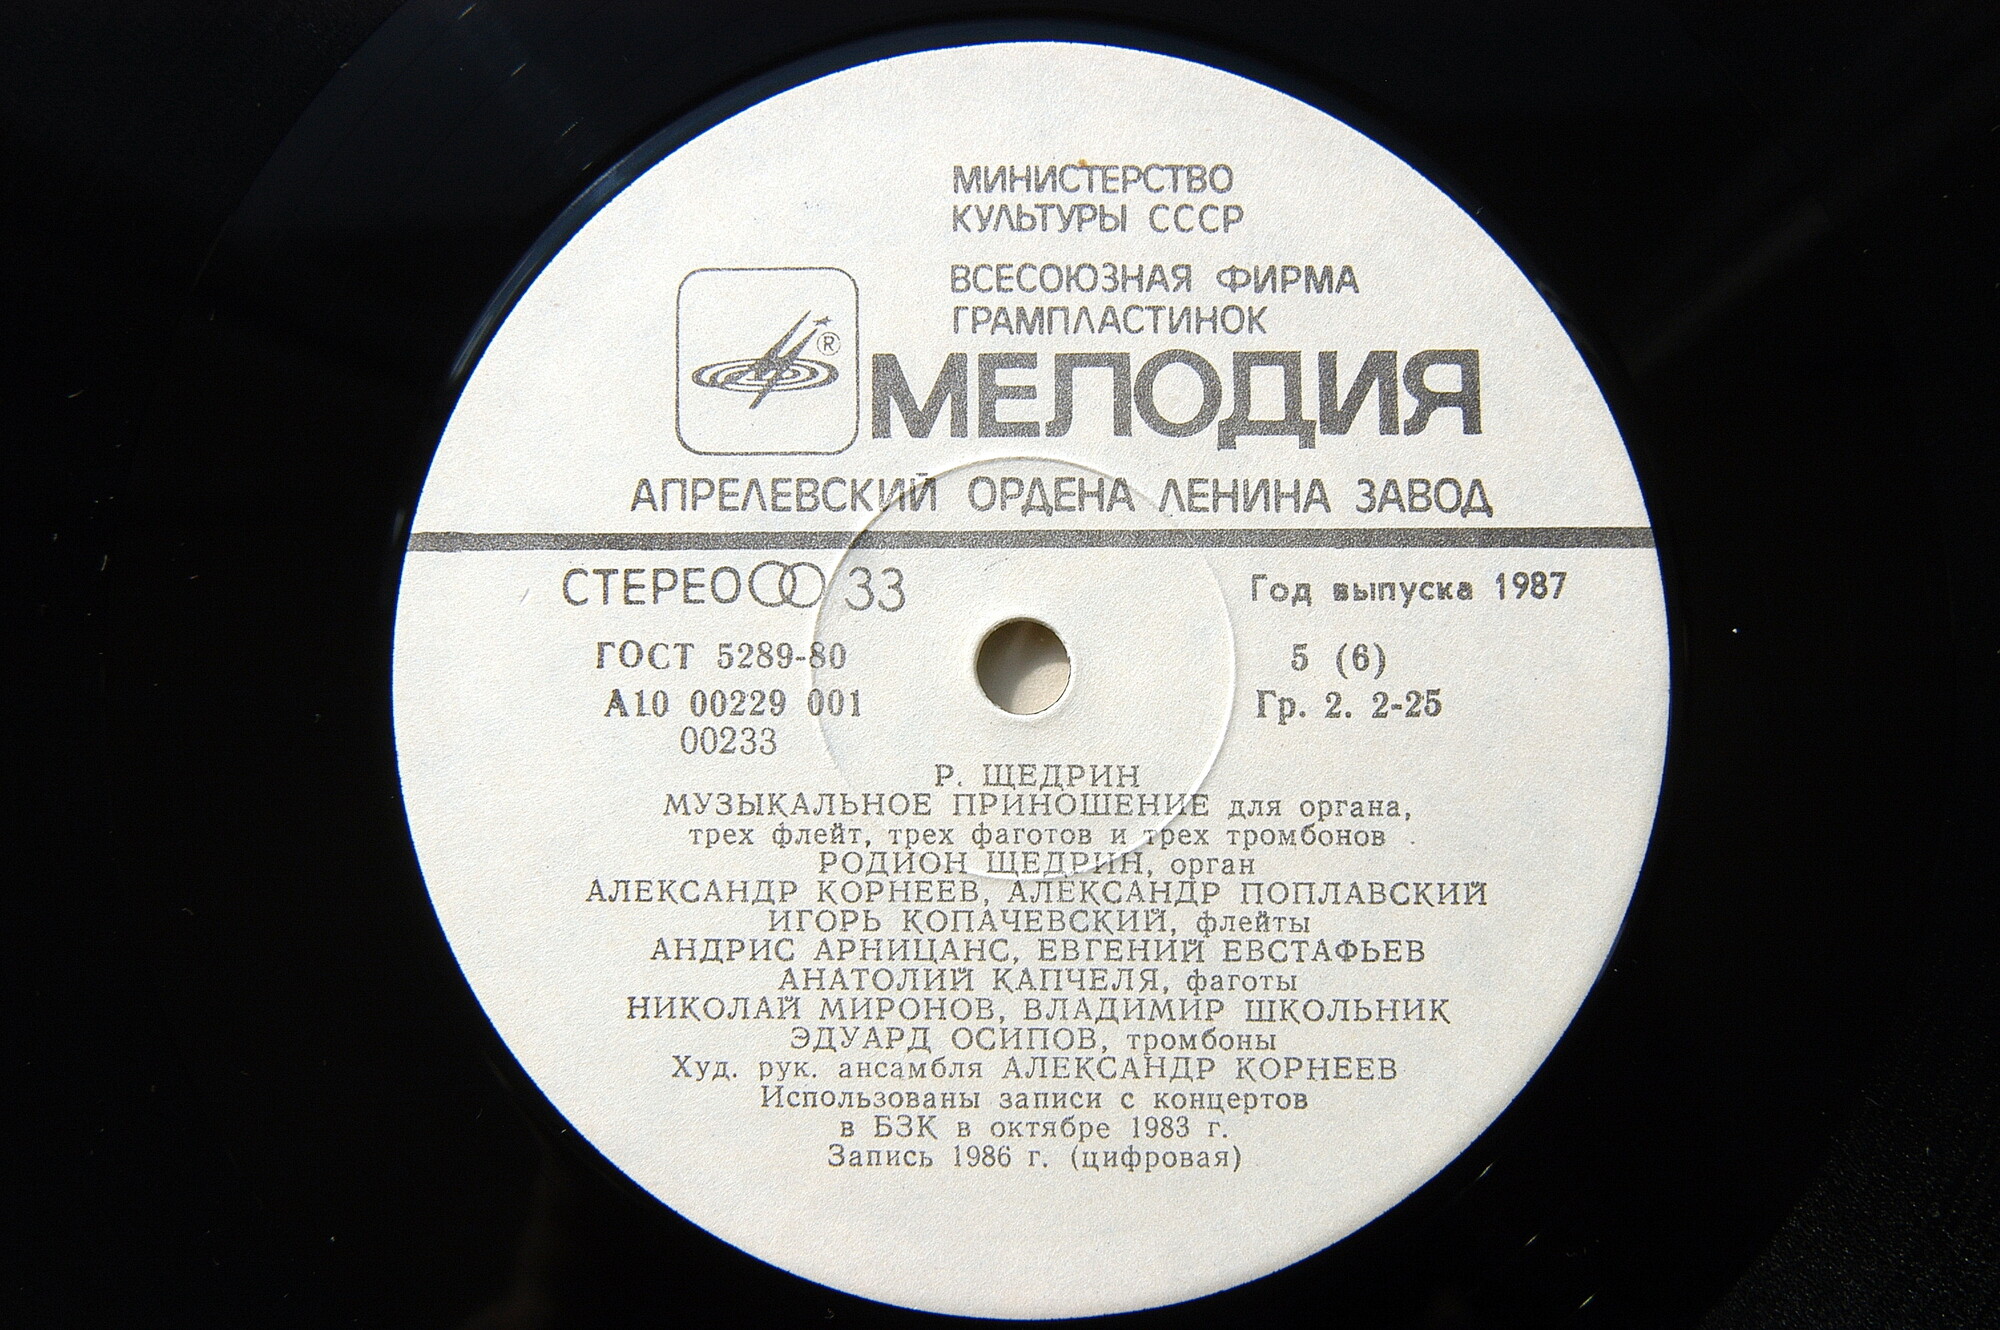 МИНИСТЕРСТВО
КУЛЬТУРЫ СССР
ВСЕСОЮЗНАЯ ФИРМА
ГРАМПЛАСТИНОК
®
МЕЛОДИЯ
АПРЕЛЕВСКИЙ ОРДЕНА ЛЕНИНА ЗАВОД
СТЕРЕО 33
Год выпуска 1987
ГОСТ 5289-80
5 (6)
А10 00229 001
Гр. 2. 2-25
00233
Р. ЩЕДРИН
МУЗЫКАЛЬНОЕ ПРИНОШЕНИЕ для органа,
трех флейт, трех фаготов и трех тромбонов
РОДИОН ЩЕДРИН, орган
АЛЕКСАНДР КОРНЕЕВ, АЛЕКСАНДР ПОПЛАВСКИЙ
ИГОРЬ КОПАЧЕВСКИЙ, флейты
АНДРИС АРНИЦАНС, ЕВГЕНИЙ ЕВСТАФЬЕВ
АНАТОЛИЙ КАПЧЕЛЯ, фаготы
НИКОЛАЙ МИРОНОВ, ВЛАДИМИР ШКОЛЬНИК
ЭДУАРД ОСИПОВ, тромбоны
Худ. рук. ансамбля АЛЕКСАНДР КОРНЕЕВ
Использованы записи с концертов
в БЗК в октябре 1983 г.
Запись 1986 г. (цифровая)